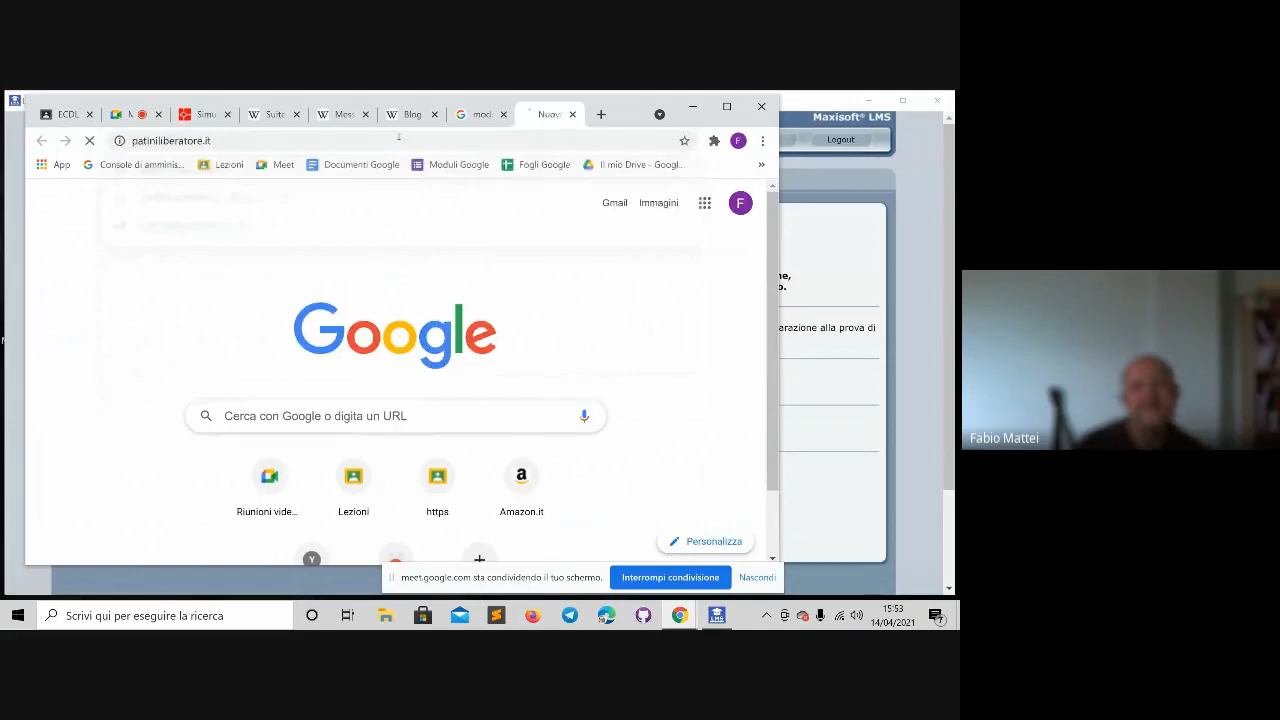 ECDL
M
Simu
Suite
Mess
Blog
mod
Nuov
patiniliberatore.it
F
App
Console di amminis...
Lezioni
Meet
Documenti Google
Moduli Google
Fogli Google
Il mio Drive - Googl...
»
Gmail
Immagini
F
Google
Cerca con Google o digita un URL
Riunioni vide...
Lezioni
https
a
Amazon.it
Y
Personalizza
meet.google.com sta condividendo il tuo schermo.
Interrompi condivisione
Nascondi
Maxisoft® LMS
Logout
ne,
o.
arazione alla prova di
Fabio Mattei
Scrivi qui per eseguire la ricerca
LMS
15:53
14/04/2021
7